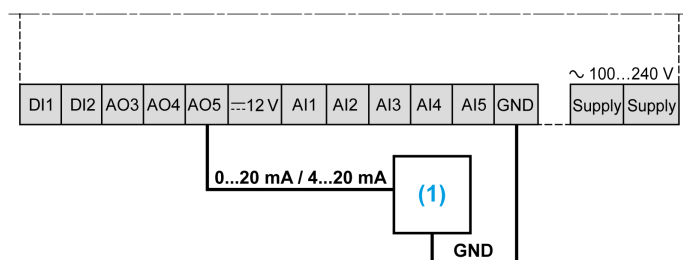 ∿ 100...240 V
DI1 DI2 AO3 AO4 AO5 ⎓12 V AI1 AI2 AI3 AI4 AI5 GND Supply Supply
0...20 mA / 4...20 mA
(1)
GND